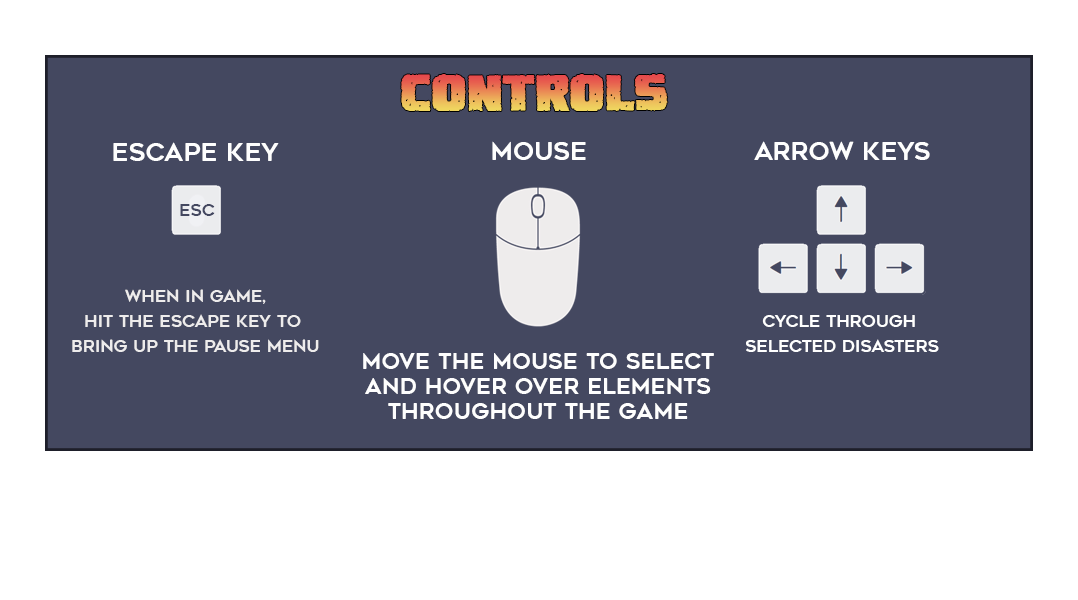 CONTROLS
ESCAPE KEY
ESC
WHEN IN GAME,
HIT THE ESCAPE KEY TO
BRING UP THE PAUSE MENU
MOUSE
MOVE THE MOUSE TO SELECT
AND HOVER OVER ELEMENTS
THROUGHOUT THE GAME
ARROW KEYS
CYCLE THROUGH
SELECTED DISASTERS